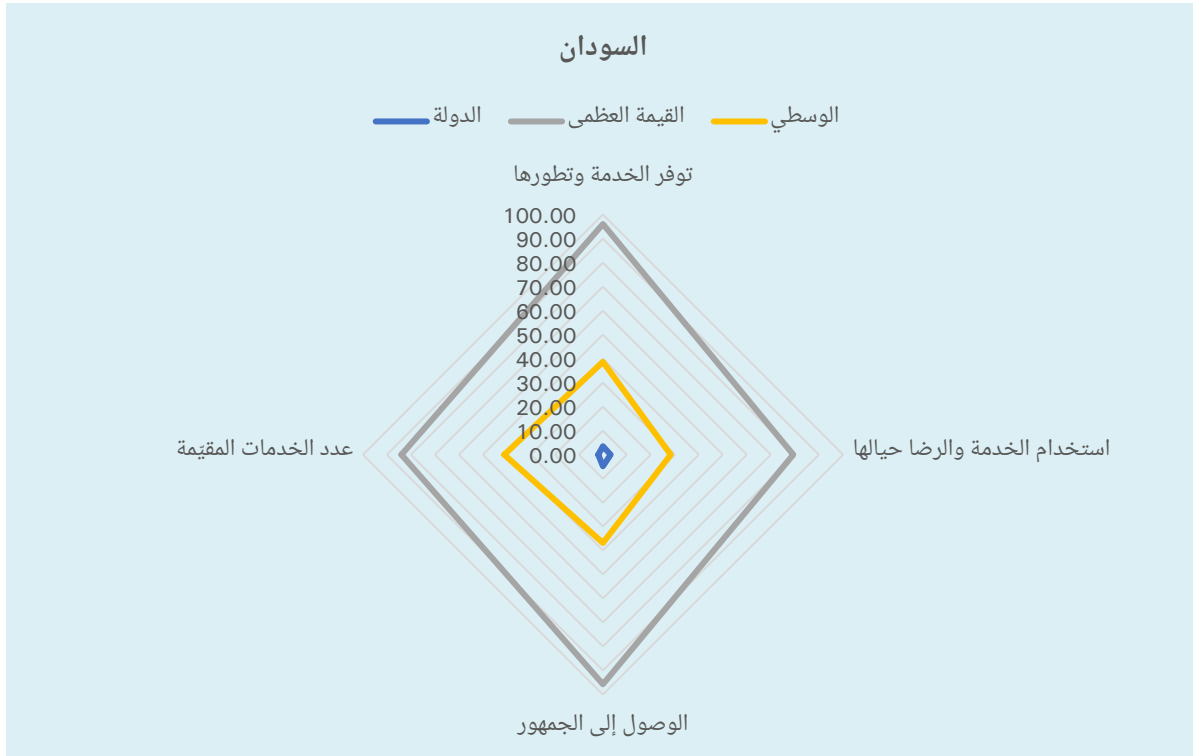 السودان
الوسطي القيمة العظمى الدولة
توفر الخدمة وتطورها
100.00
90.00
80.00
70.00
60.00
50.00
40.00
30.00
20.00
10.00
0.00
استخدام الخدمة والرضا حيالها
عدد الخدمات المقيّمة
الوصول إلى الجمهور